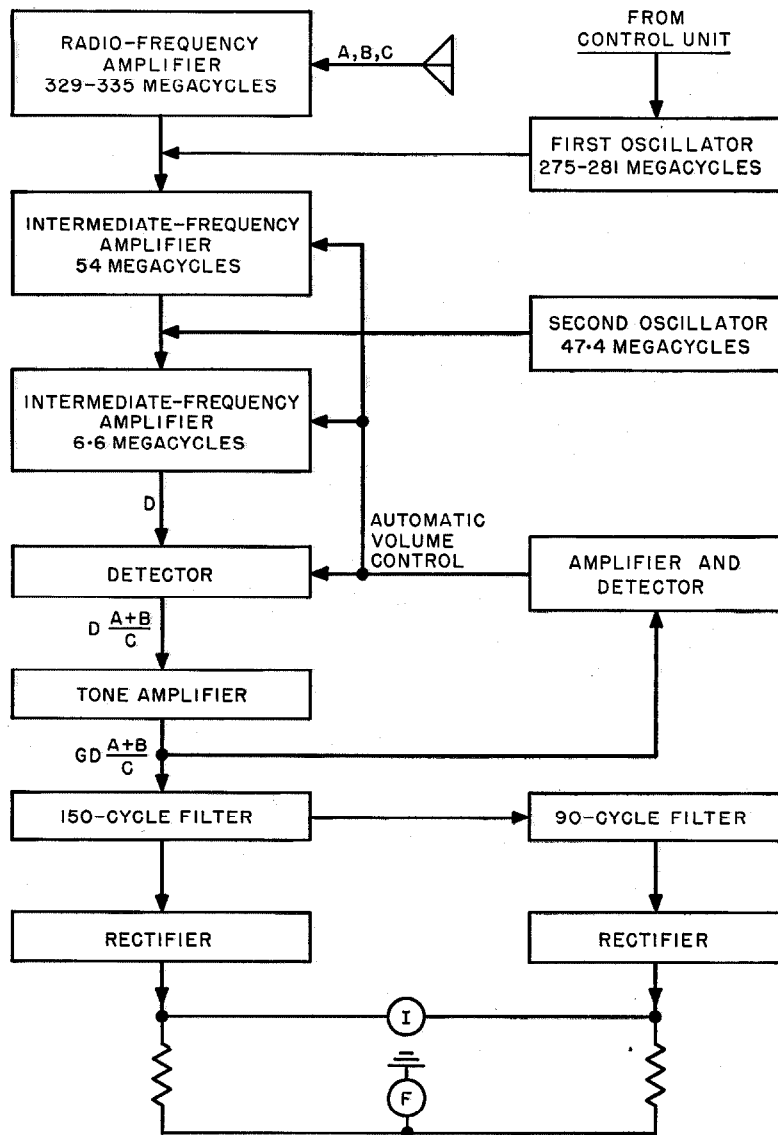 RADIO-FREQUENCY
AMPLIFIER
329-335 MEGACYCLES
A,B,C
FROM
CONTROL UNIT
FIRST OSCILLATOR
275-281 MEGACYCLES
INTERMEDIATE-FREQUENCY
AMPLIFIER
54 MEGACYCLES
SECOND OSCILLATOR
47·4 MEGACYCLES
INTERMEDIATE-FREQUENCY
AMPLIFIER
6·6 MEGACYCLES
D
AUTOMATIC
VOLUME
CONTROL
DETECTOR
AMPLIFIER AND
DETECTOR
D A+B/C
TONE AMPLIFIER
GD A+B/C
150-CYCLE FILTER
90-CYCLE FILTER
RECTIFIER
RECTIFIER
I
F